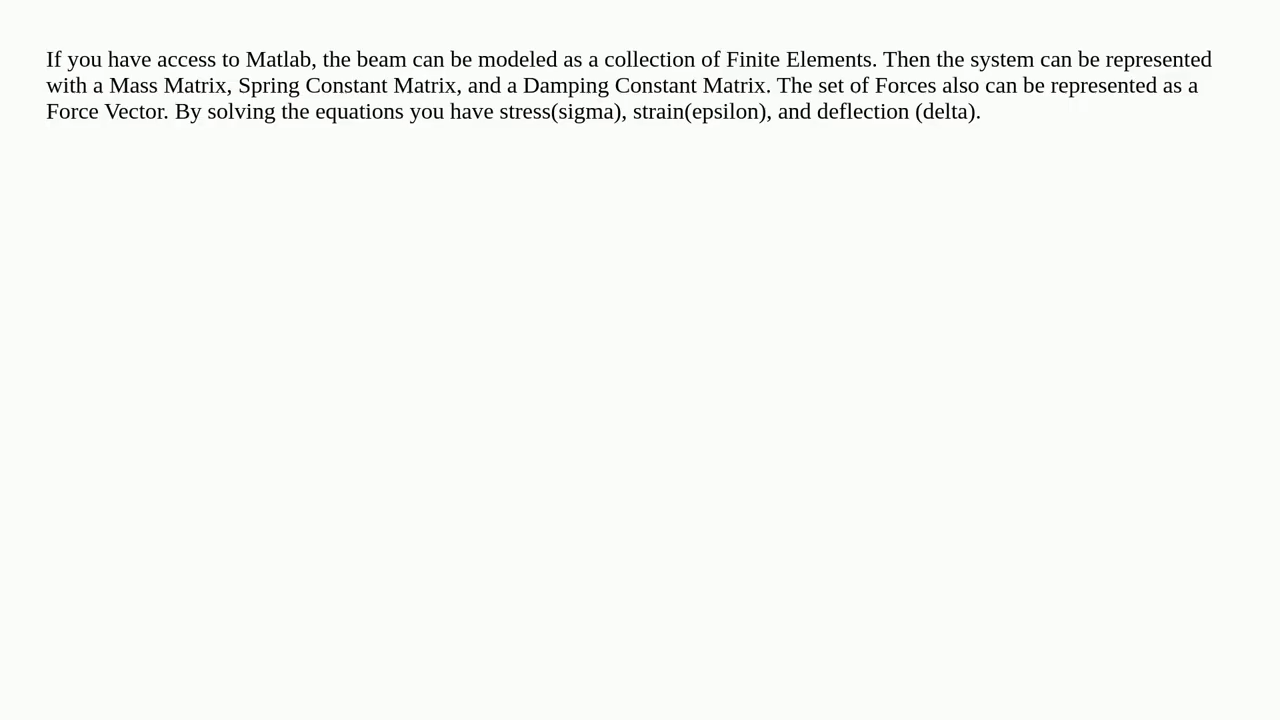 If you have access to Matlab, the beam can be modeled as a collection of Finite Elements. Then the system can be represented
with a Mass Matrix, Spring Constant Matrix, and a Damping Constant Matrix. The set of Forces also can be represented as a
Force Vector. By solving the equations you have stress(sigma), strain(epsilon), and deflection (delta).